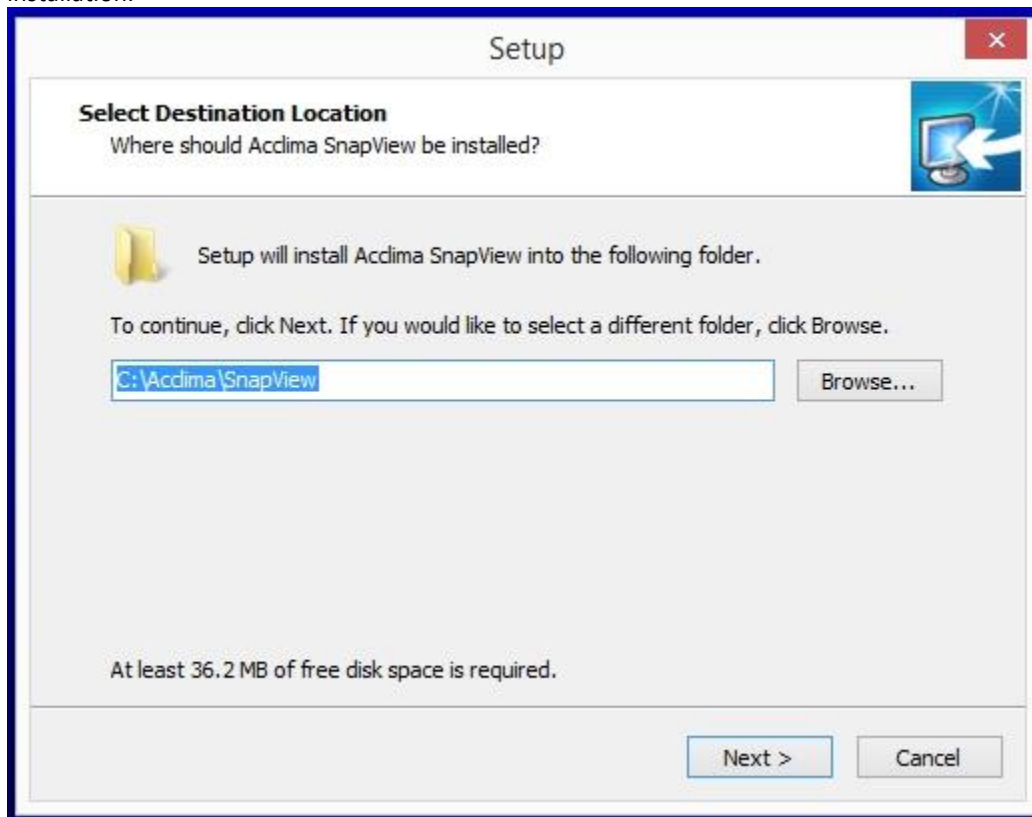 Setup
Select Destination Location
Where should Acclima SnapView be installed?
Setup will install Acclima SnapView into the following folder.
To continue, click Next. If you would like to select a different folder, click Browse.
C:\Acclima\SnapView
Browse...
At least 36.2 MB of free disk space is required.
Next >
Cancel